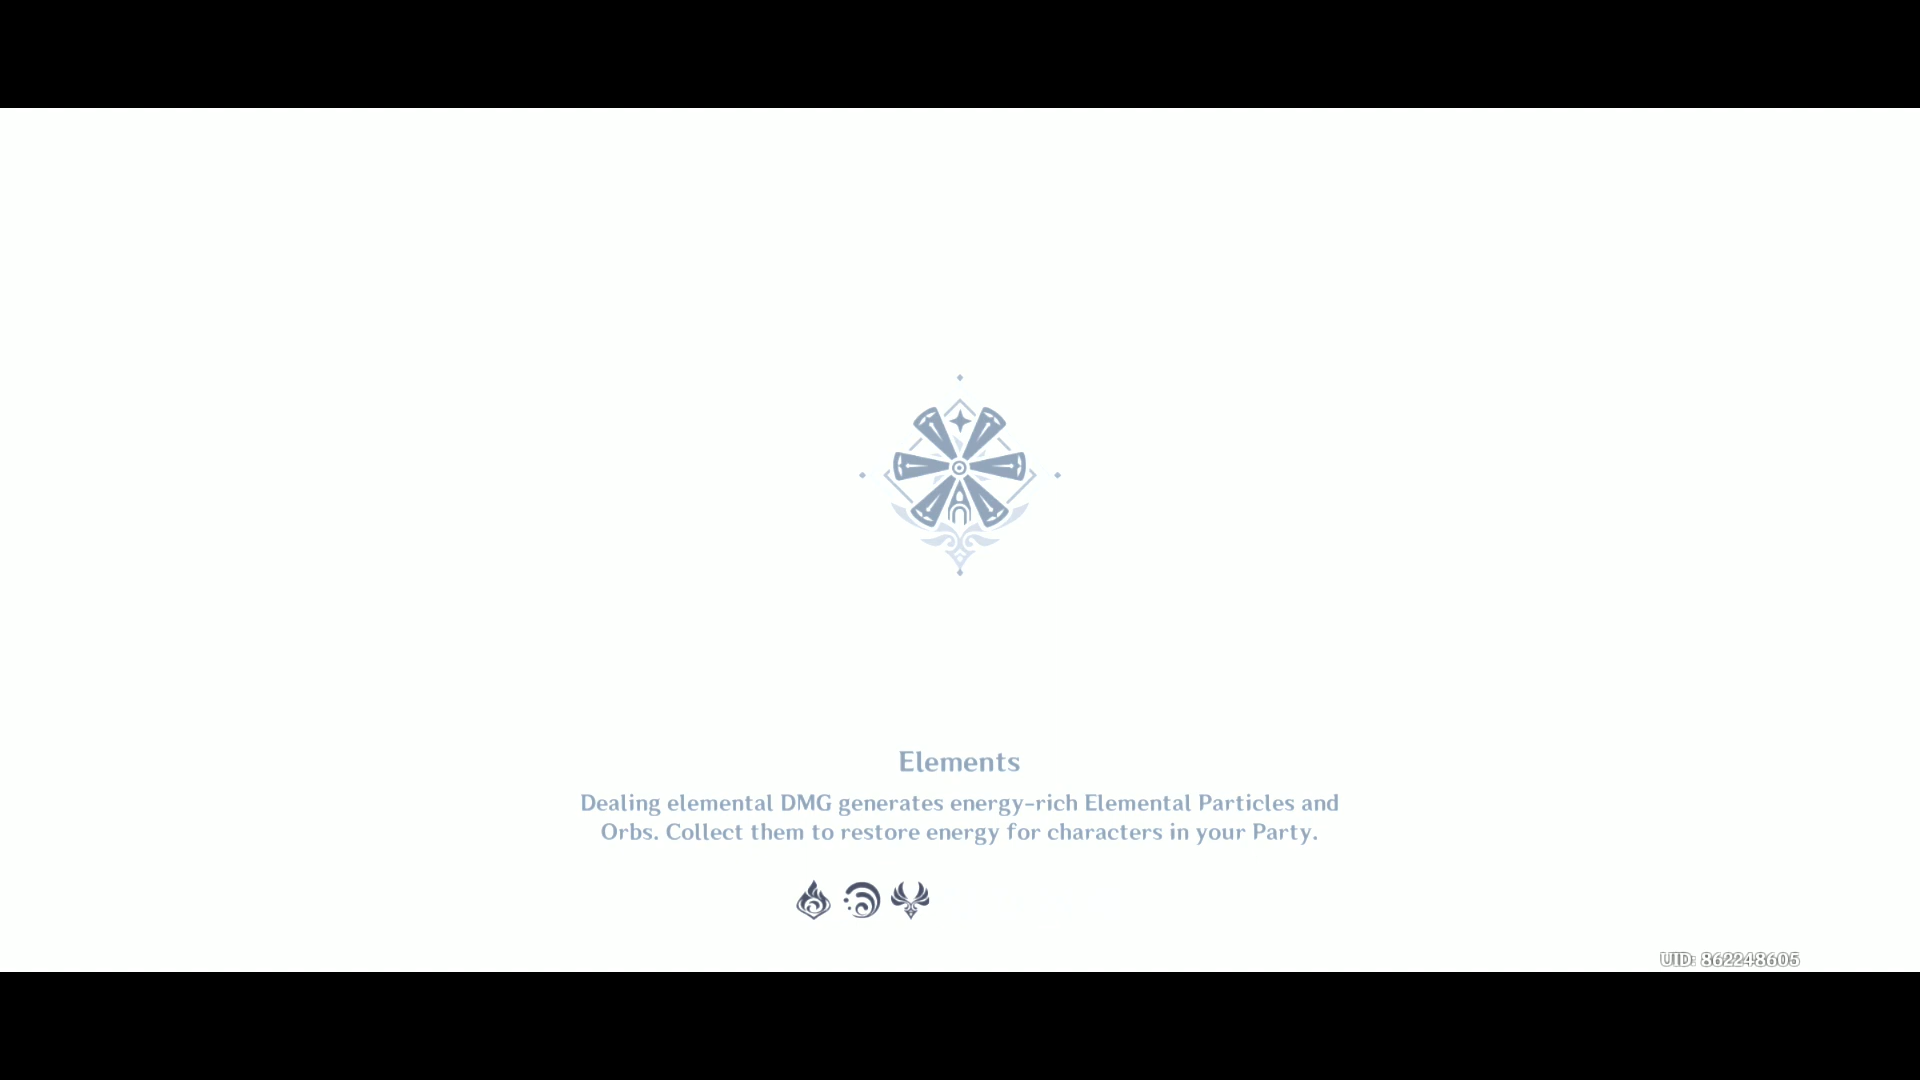 Elements
Dealing elemental DMG generates energy-rich Elemental Particles and
Orbs. Collect them to restore energy for characters in your Party.
UID: 862248605